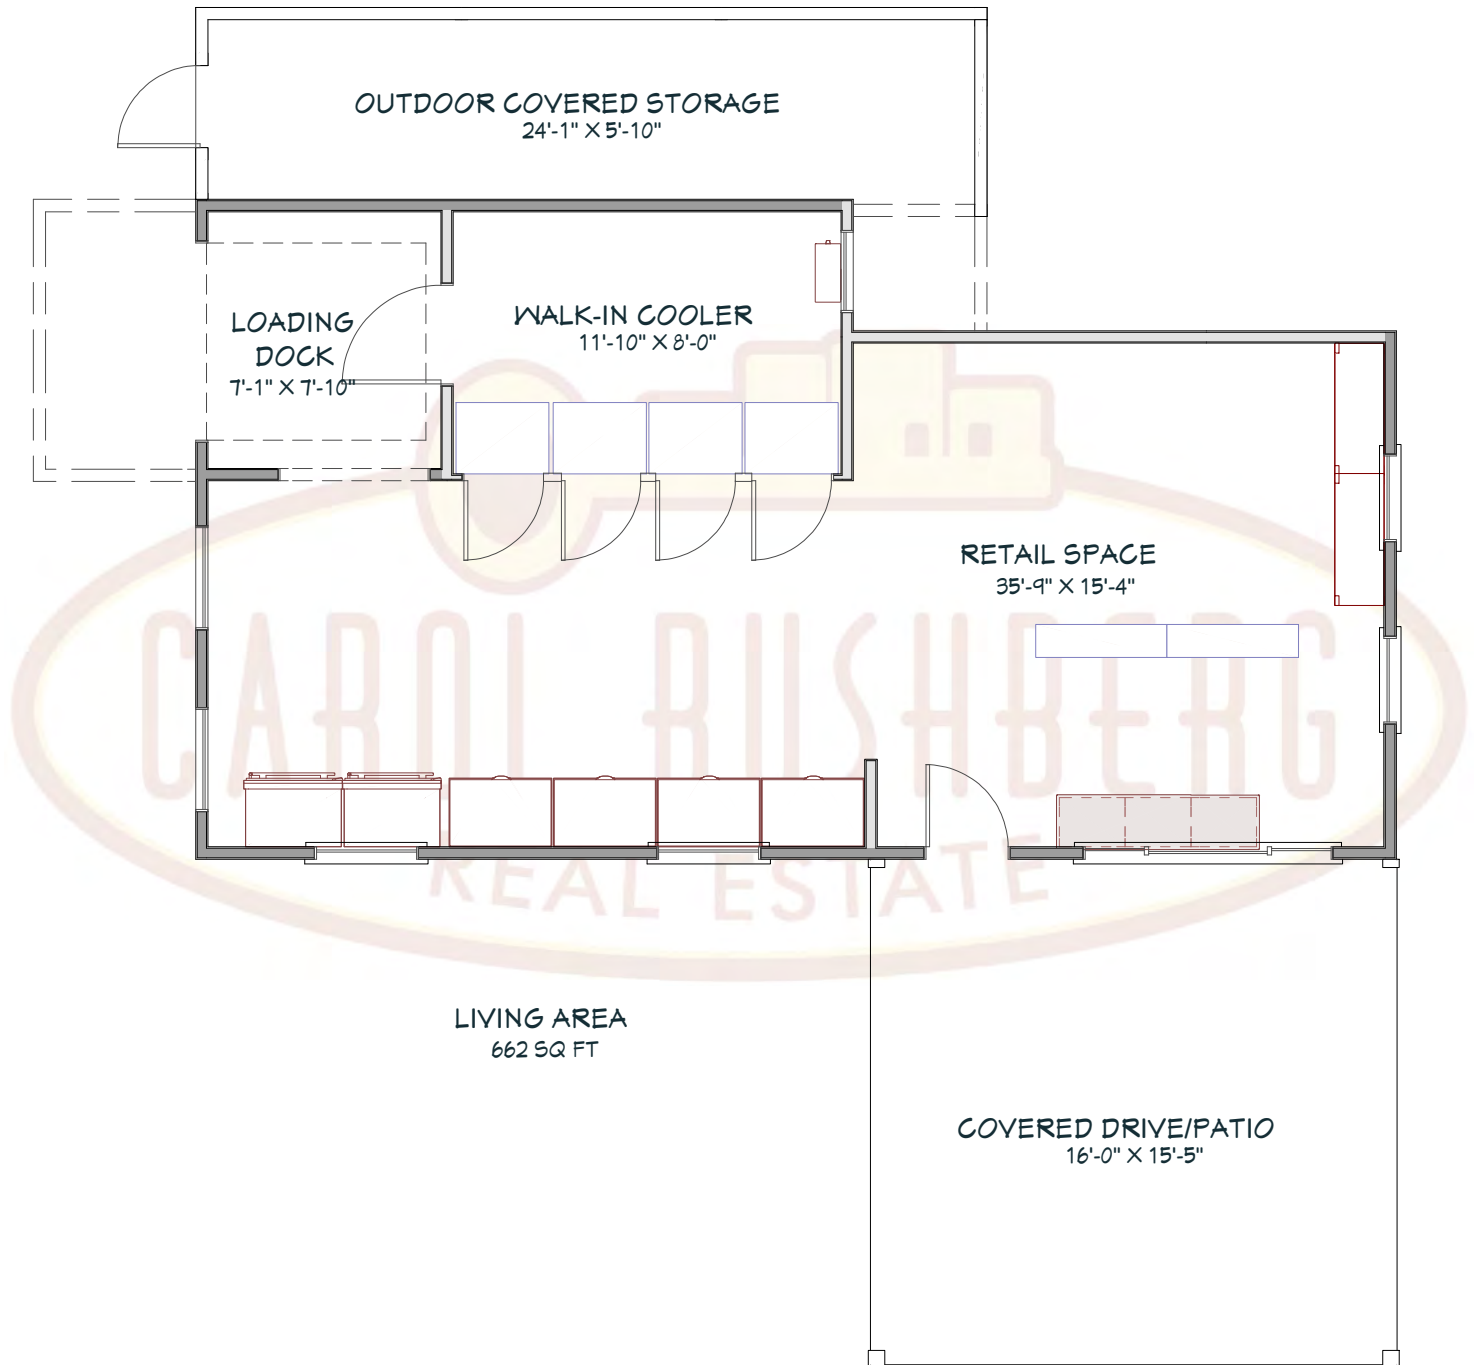 OUTDOOR COVERED STORAGE
24'-1" X 5'-10"
LOADING
DOCK
7'-1" X 7'-10"
WALK-IN COOLER
11'-10" X 8'-0"
RETAIL SPACE
35'-9" X 15'-4"
CAROL RUSHBERG
REAL ESTATE
LIVING AREA
662 SQ FT
COVERED DRIVE/PATIO
16'-0" X 15'-5"